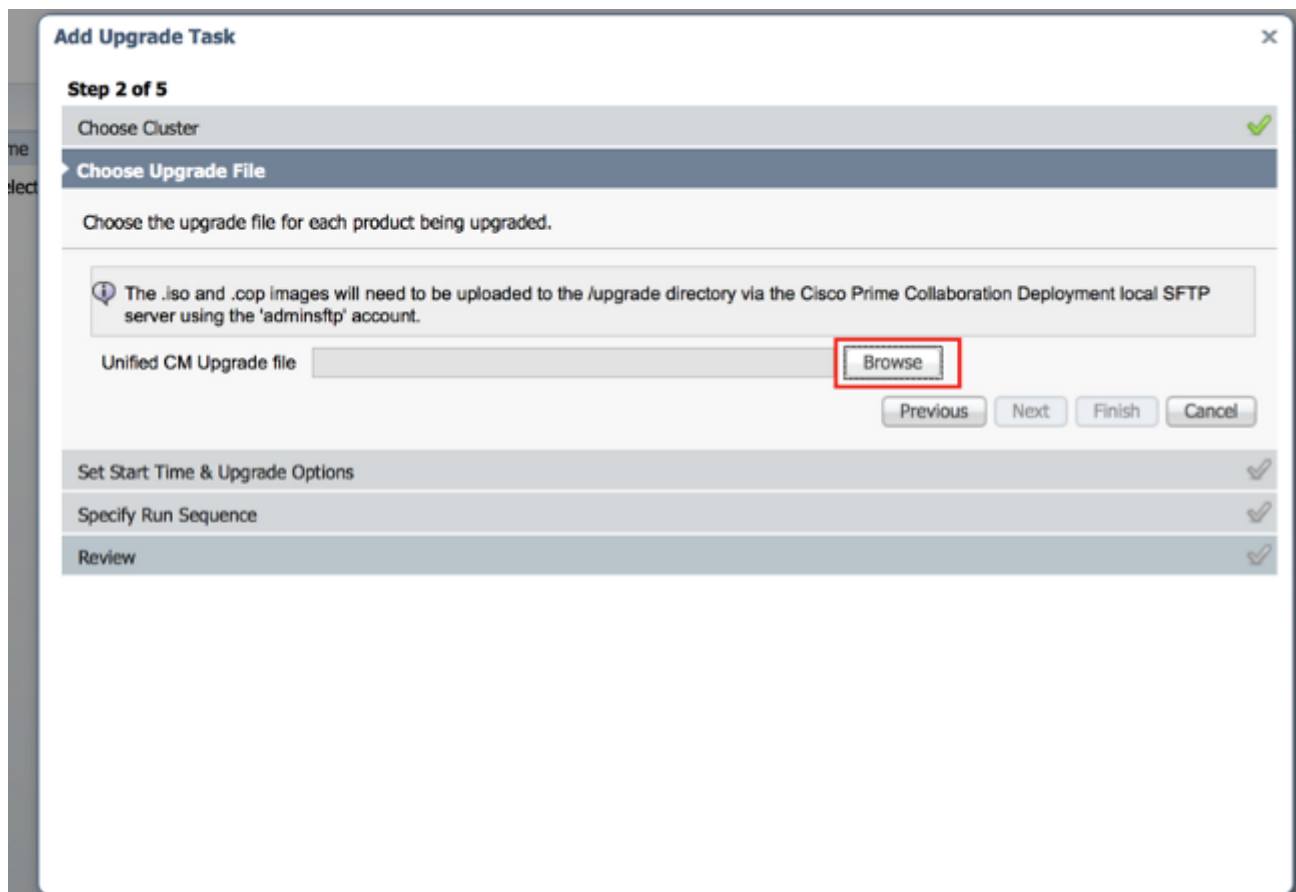 Add Upgrade Task
Step 2 of 5
Choose Cluster
Choose Upgrade File
Choose the upgrade file for each product being upgraded.
The .iso and .cop images will need to be uploaded to the /upgrade directory via the Cisco Prime Collaboration Deployment local SFTP
server using the 'adminsftp' account.
Unified CM Upgrade file
Browse
Previous
Next
Finish
Cancel
Set Start Time & Upgrade Options
Specify Run Sequence
Review